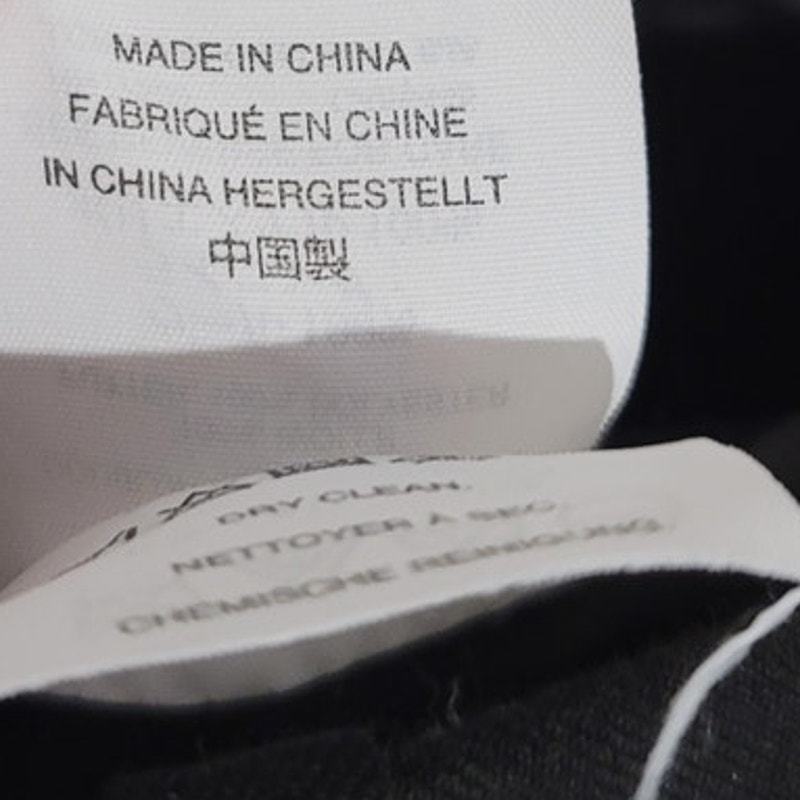 MADE IN CHINA
FABRIQUÉ EN CHINE
IN CHINA HERGESTELLT
中国製
DRY CLEAN.
NETTOYER À SEC.
CHEMISCHE REINIGUNG.